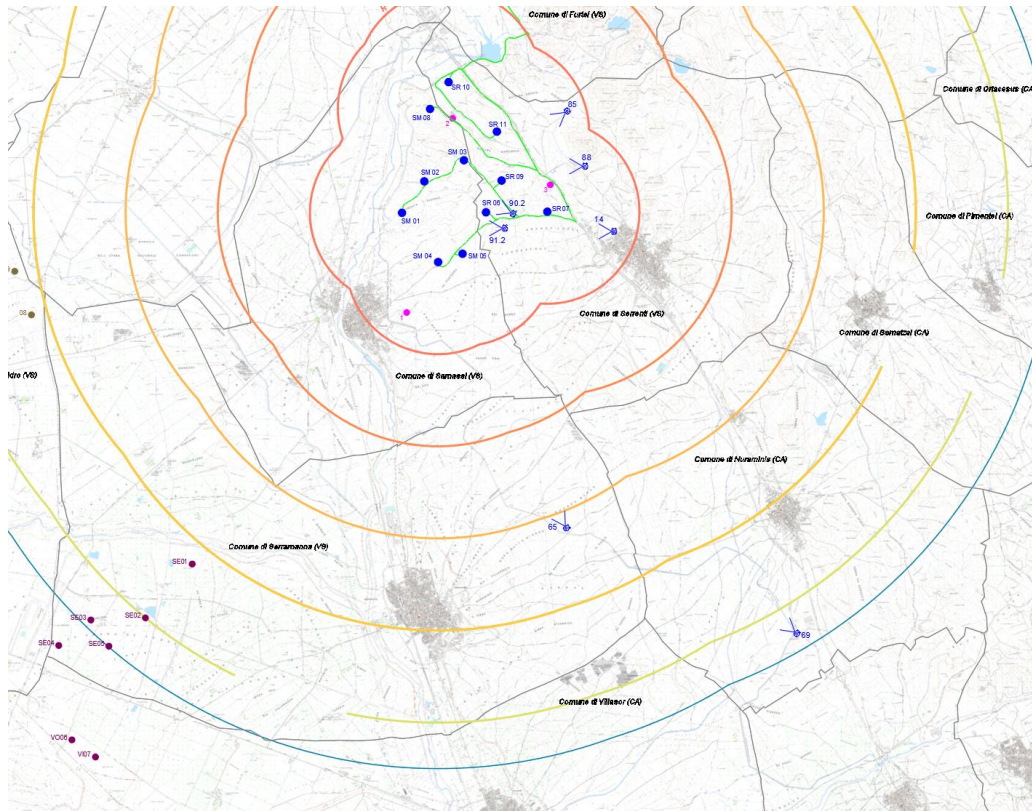 Comune di Furtei (VS)
SR 10
85
Comune di Ortacesus (CA)
SM 08
2
SR 11
SM 03
88
SM 02
SR 09
3
90.2
SM 01
SR 06
SR 07
14
Comune di Pimentel (CA)
91.2
SM 04
SM 05
08
1
Comune di Serrenti (VS)
Comune di Samatzai (CA)
Comune di Samassi (VS)
Comune di Nuraminis (CA)
65
Comune di Serramanna (VS)
SE01
SE03
SE02
SE04
SE05
69
Comune di Villasor (CA)
VO06
VI07